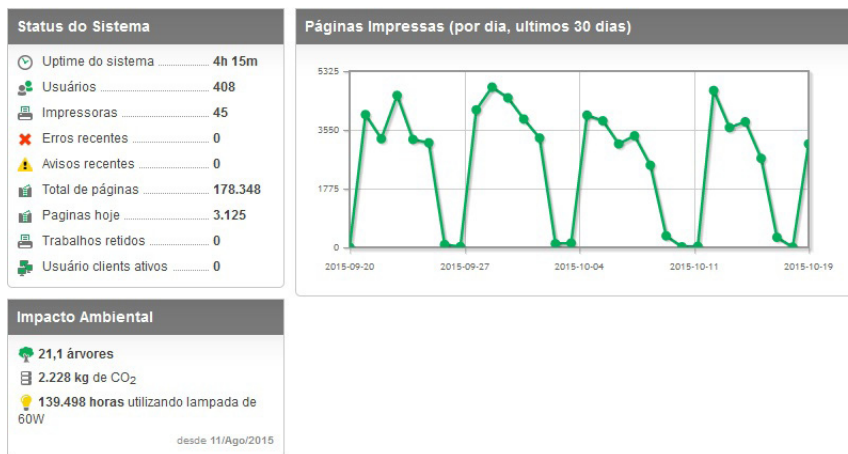 Status do Sistema
Uptime do sistema 4h 15m
Usuários 408
Impressoras 45
Erros recentes 0
Avisos recentes 0
Total de páginas 178.348
Paginas hoje 3.125
Trabalhos retidos 0
Usuário clients ativos 0
Páginas Impressas (por dia, ultimos 30 dias)
5325
3550
1775
0
2015-09-20 2015-09-27 2015-10-04 2015-10-11 2015-10-19
Impacto Ambiental
21,1 árvores
2.228 kg de CO2
139.498 horas utilizando lampada de
60W
desde 11/Ago/2015